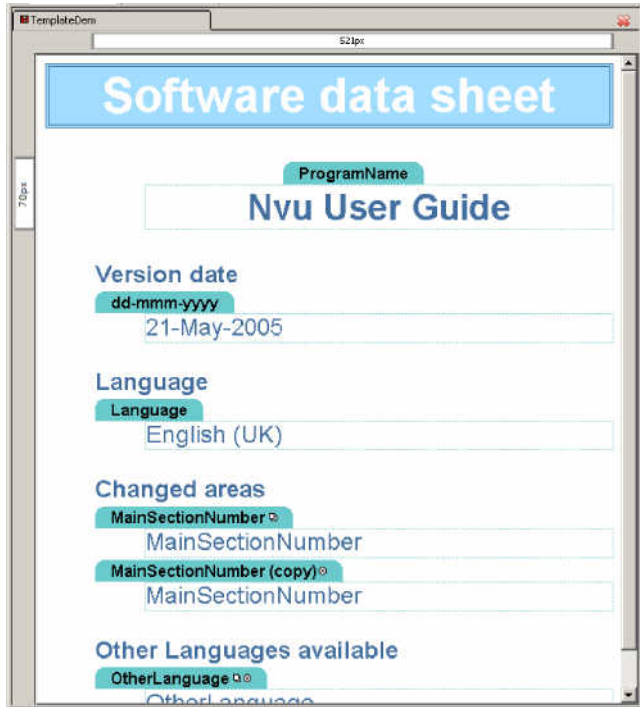 TemplateDem
521px
Software data sheet
70px
ProgramName
Nvu User Guide
Version date
dd-mmm-yyyy
21-May-2005
Language
Language
English (UK)
Changed areas
MainSectionNumber
MainSectionNumber
MainSectionNumber (copy)
MainSectionNumber
Other Languages available
OtherLanguage
OtherLanguage